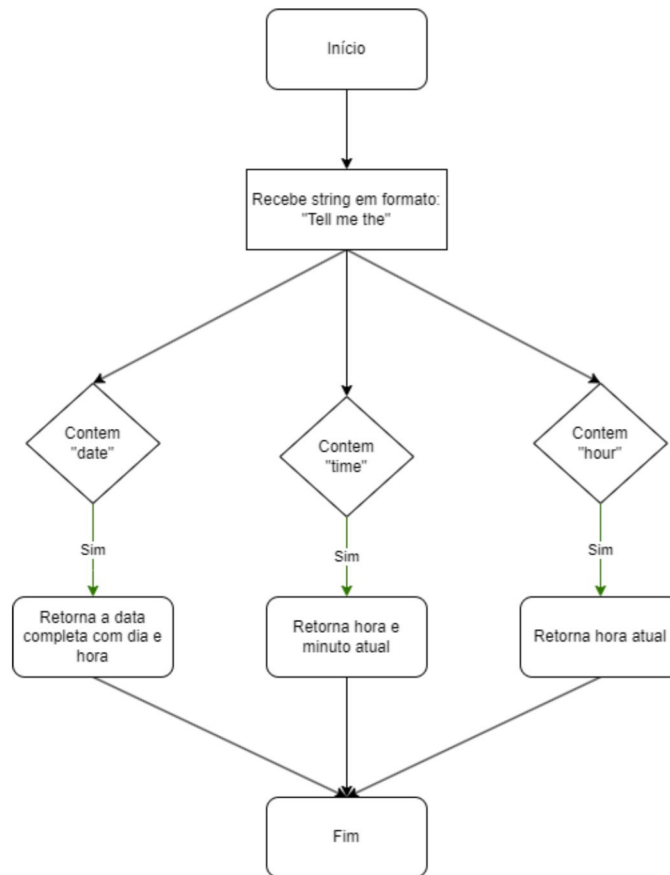 Início
Recebe string em formato:
"Tell me the"
Contem
"date"
Contem
"time"
Contem
"hour"
Sim
Sim
Sim
Retorna a data
completa com dia e
hora
Retorna hora e
minuto atual
Retorna hora atual
Fim